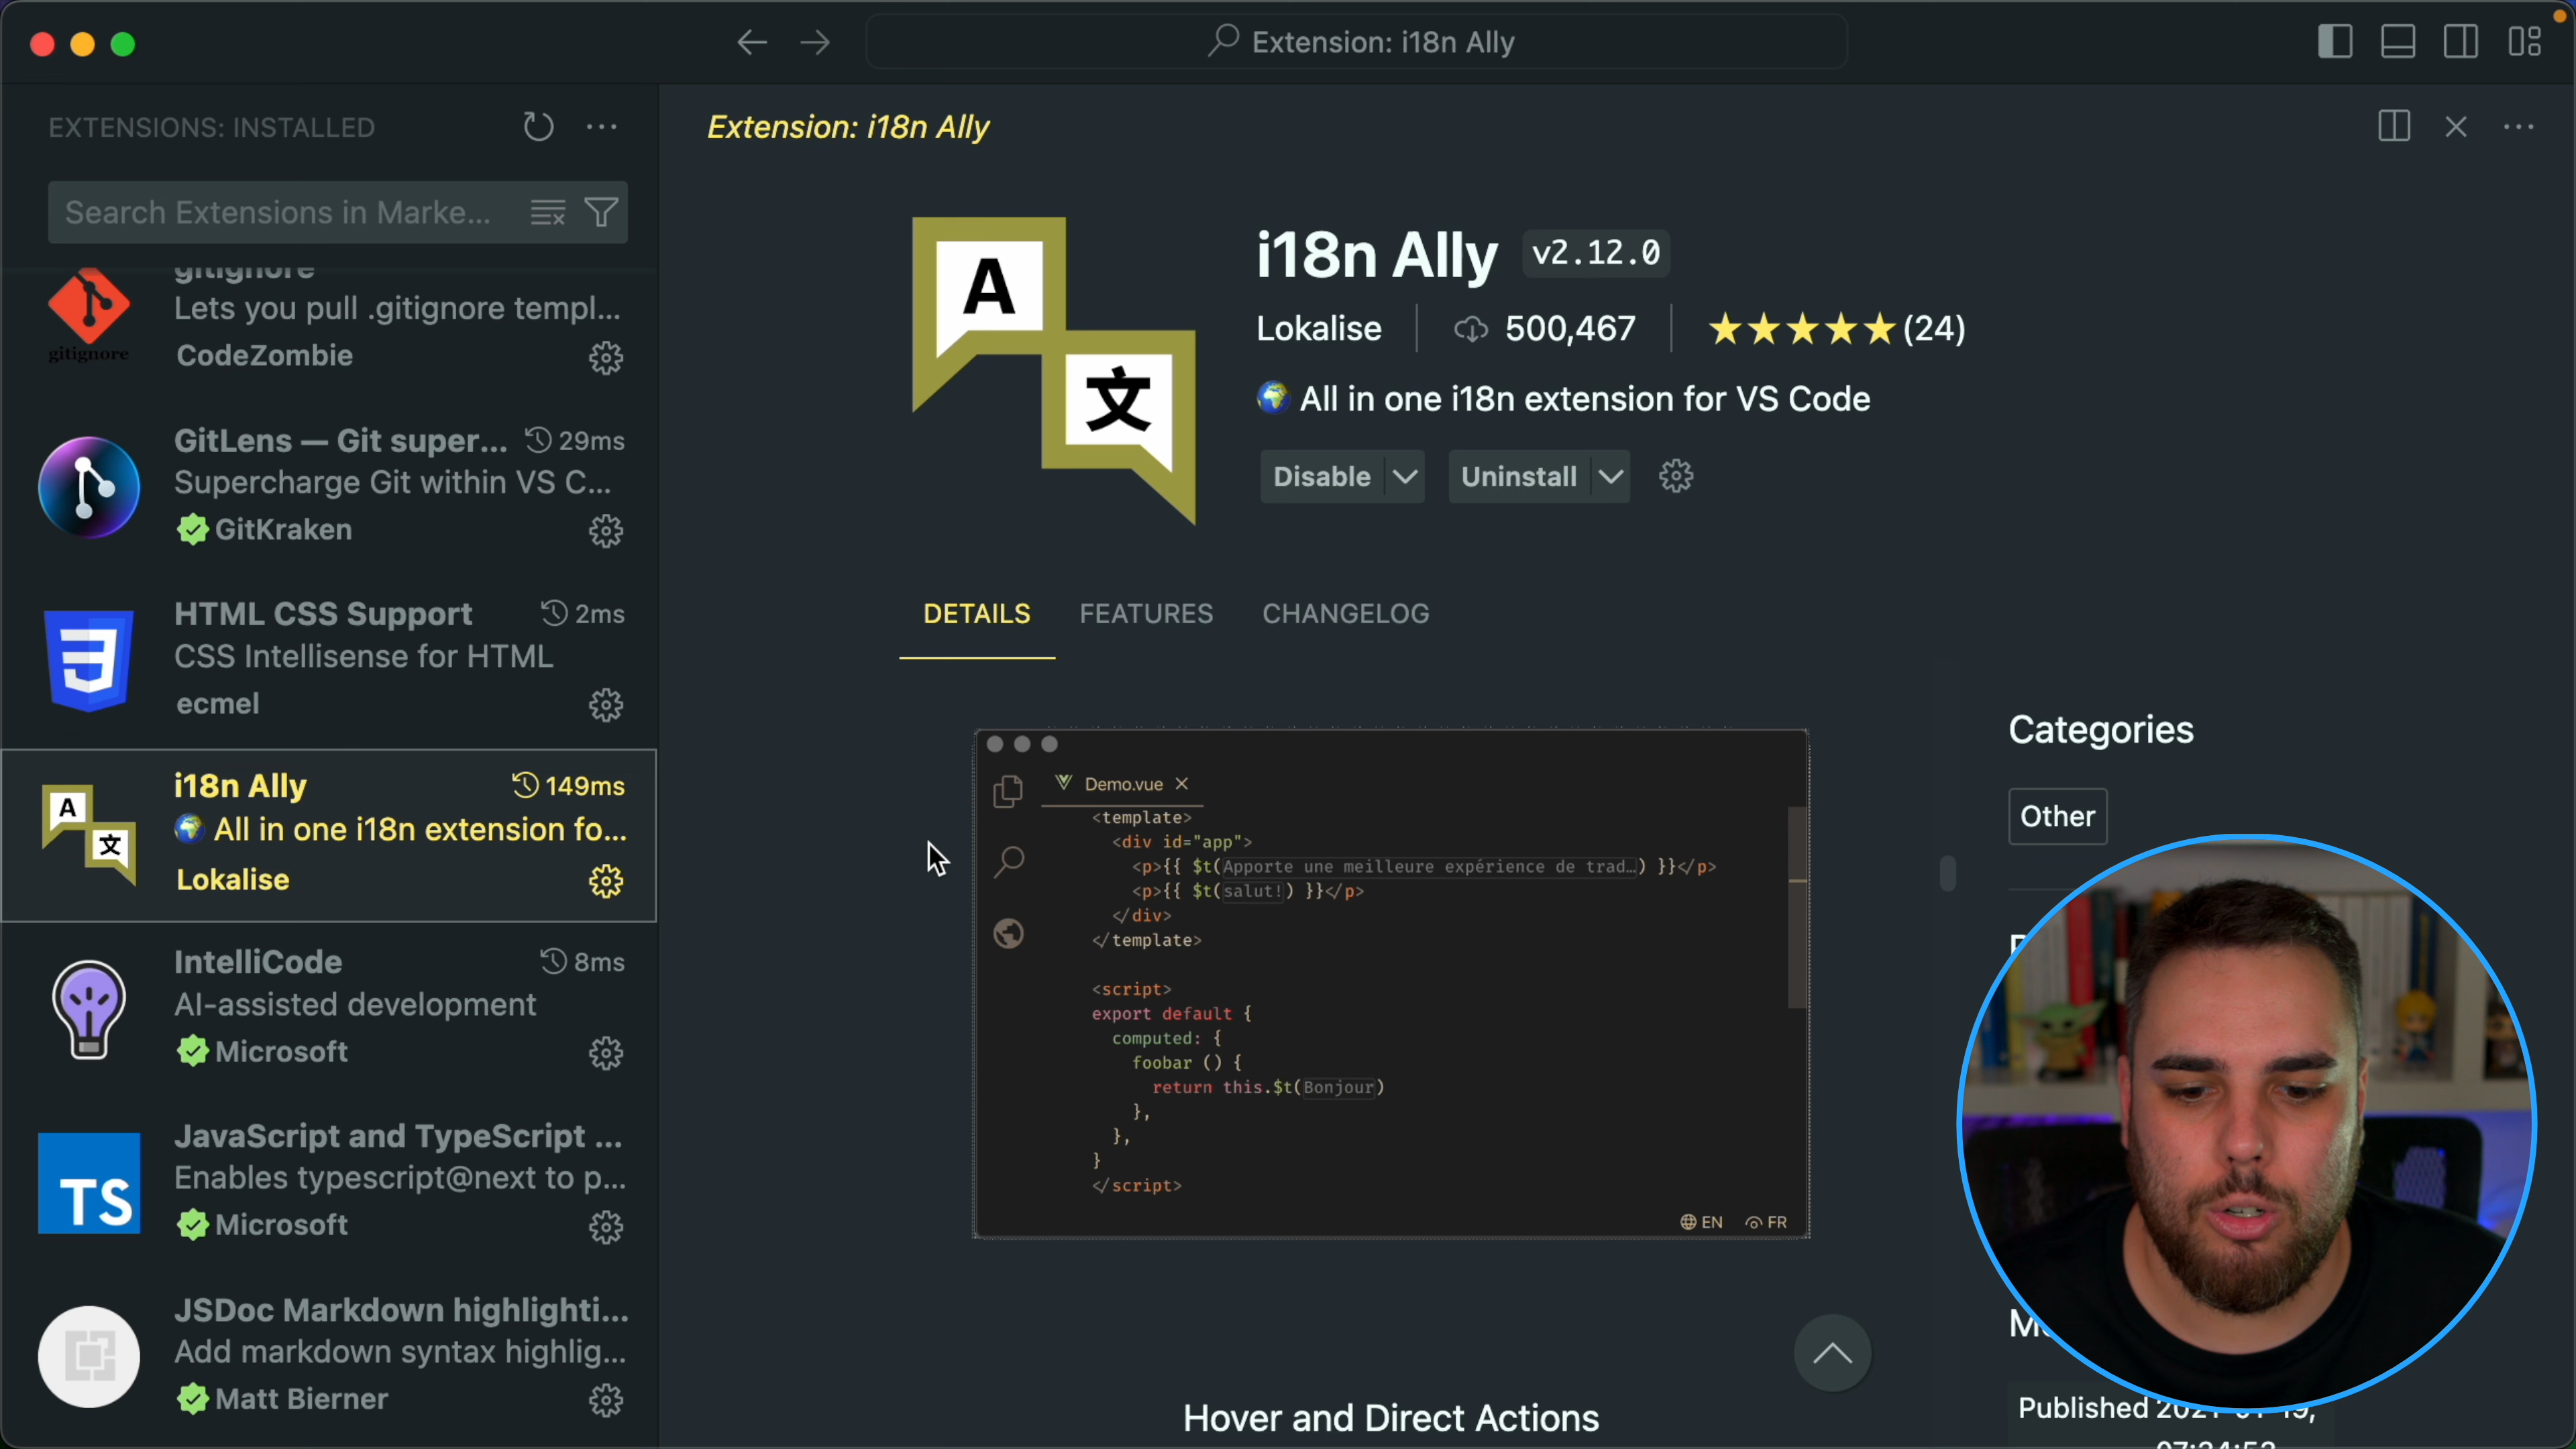 Extension: i18n Ally
EXTENSIONS: INSTALLED
Search Extensions in Marke...
gitignore
Lets you pull .gitignore templ...
gitignore
CodeZombie
GitLens — Git super... 29ms
Supercharge Git within VS C...
GitKraken
HTML CSS Support 2ms
CSS Intellisense for HTML
ecmel
A
文
i18n Ally 149ms
All in one i18n extension fo...
Lokalise
IntelliCode 8ms
AI-assisted development
Microsoft
TS
JavaScript and TypeScript ...
Enables typescript@next to p...
Microsoft
JSDoc Markdown highlighti...
Add markdown syntax highlig...
Matt Bierner
Extension: i18n Ally
A
文
i18n Ally v2.12.0
Lokalise 500,467 ★★★★★(24)
All in one i18n extension for VS Code
Disable Uninstall
DETAILS FEATURES CHANGELOG
Demo.vue
<template>
<div id="app">
<p>{{ $t(Apporte une meilleure expérience de trad…) }}</p>
<p>{{ $t(salut!) }}</p>
</div>
</template>
<script>
export default {
computed: {
foobar () {
return this.$t(Bonjour)
},
},
}
</script>
EN FR
Hover and Direct Actions
Categories
Other
Published